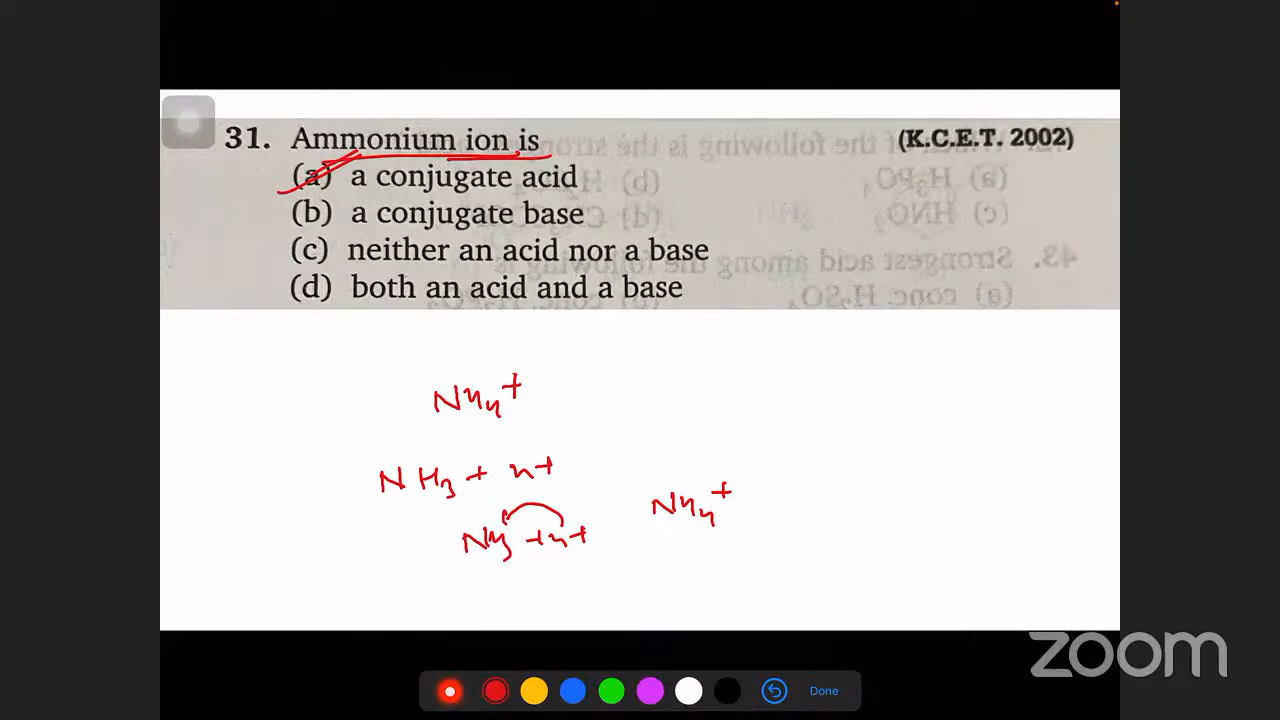 31. Ammonium ion is (K.C.E.T. 2002)
(a) a conjugate acid
(b) a conjugate base
(c) neither an acid nor a base
(d) both an acid and a base
NH4+
NH3 + H+
NH3 + H+ NH4+
zoom
Done